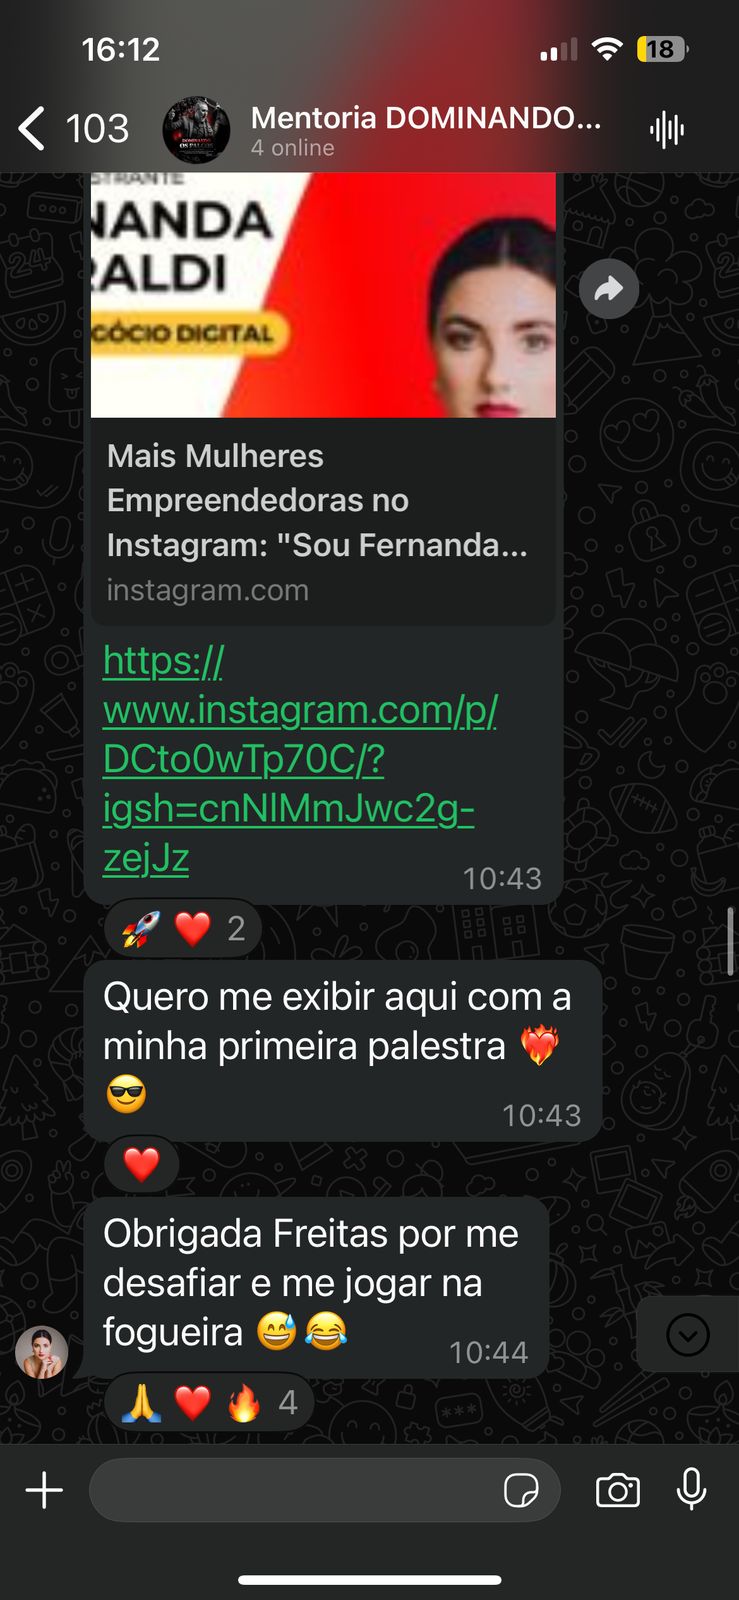 16:12
18
103
Mentoria DOMINANDO...
4 online
STRANTE
NANDA
RALDI
GÓCIO DIGITAL
Mais Mulheres
Empreendedoras no
Instagram: "Sou Fernanda...
instagram.com
https://
www.instagram.com/p/
DCto0wTp70C/?
igsh=cnNlMmJwc2g-
zejJz
10:43
2
Quero me exibir aqui com a
minha primeira palestra ❤️‍🔥
😎
10:43
Obrigada Freitas por me
desafiar e me jogar na
fogueira 😅😂
10:44
4